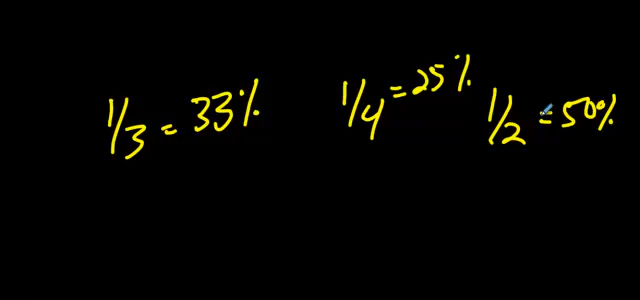 1/3 = 33% 1/4 = 25% 1/2 = 50%